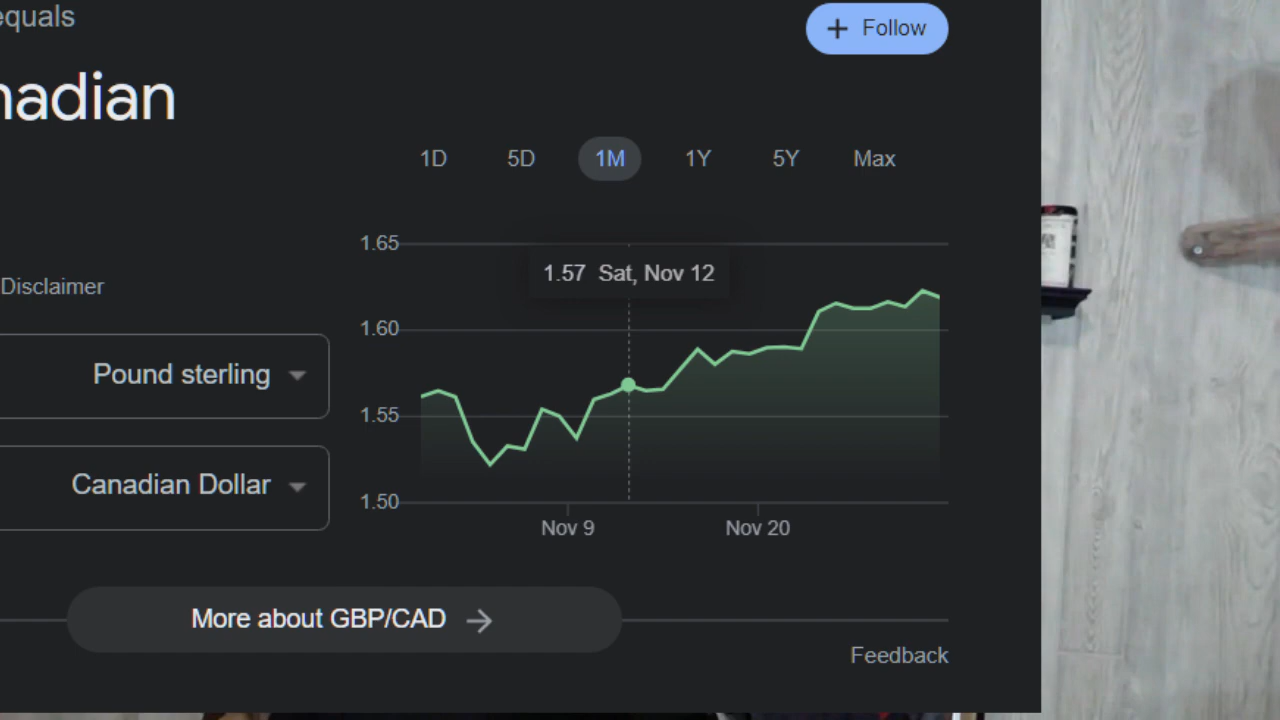 equals
+ Follow
nadian
1D 5D 1M 1Y 5Y Max
1.65
1.57 Sat, Nov 12
Disclaimer
1.60
Pound sterling
1.55
Canadian Dollar
1.50
Nov 9 Nov 20
More about GBP/CAD →
Feedback